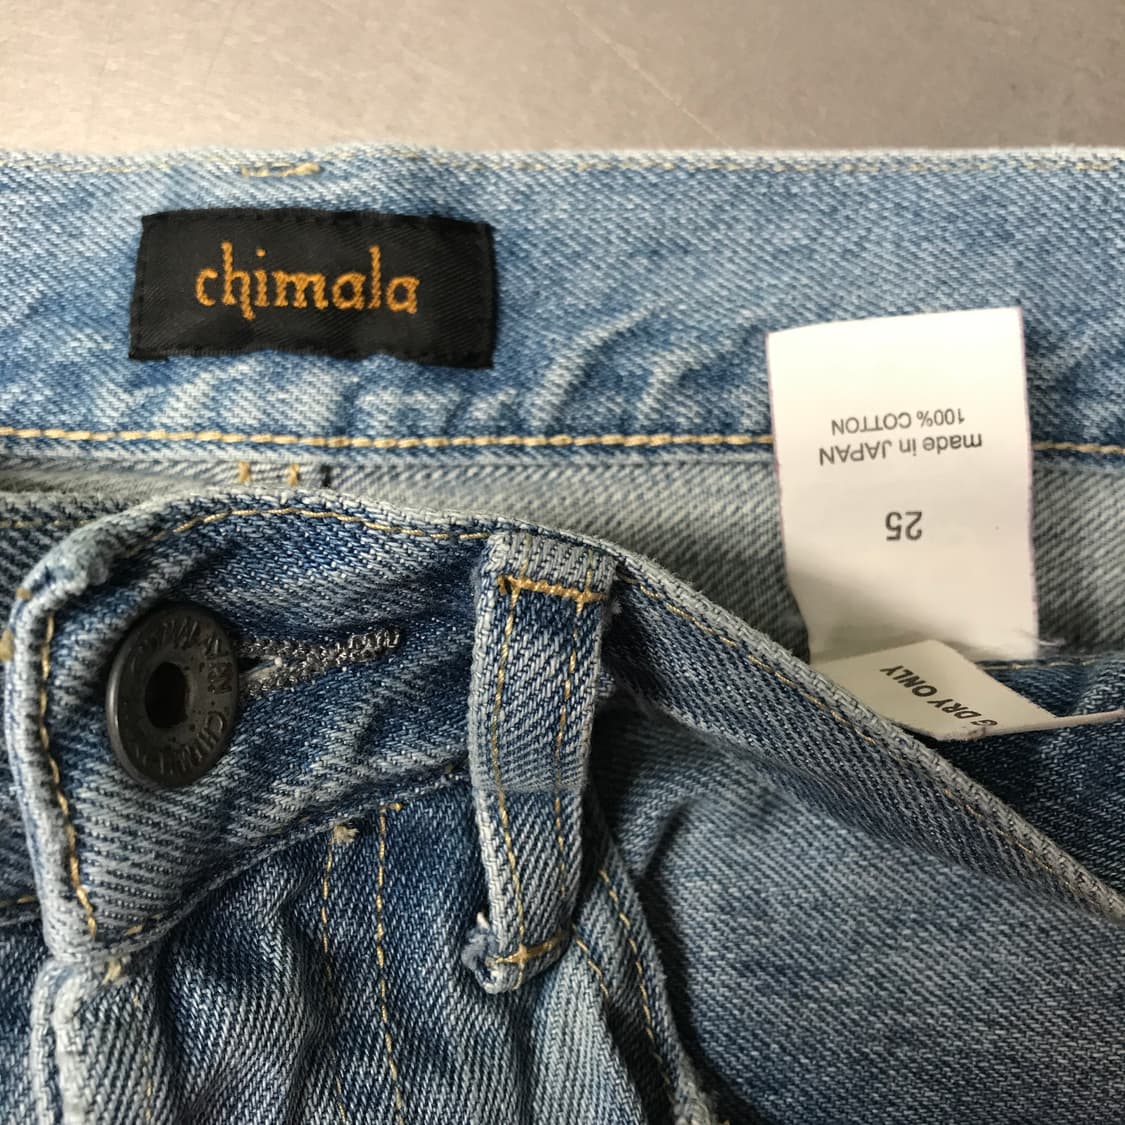 chimala
25
made in JAPAN
100% COTTON
DRY ONLY